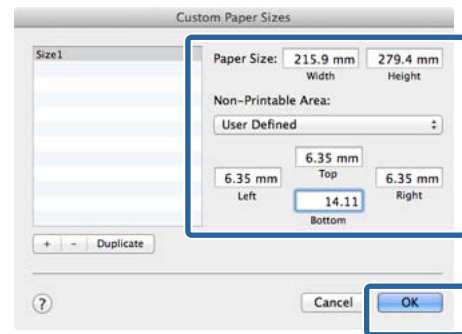 Custom Paper Sizes
Size1
Paper Size: 215.9 mm 279.4 mm
Width Height
Non-Printable Area:
User Defined
6.35 mm
Top
6.35 mm 6.35 mm
Left Right
14.11
Bottom
+ - Duplicate
? Cancel OK